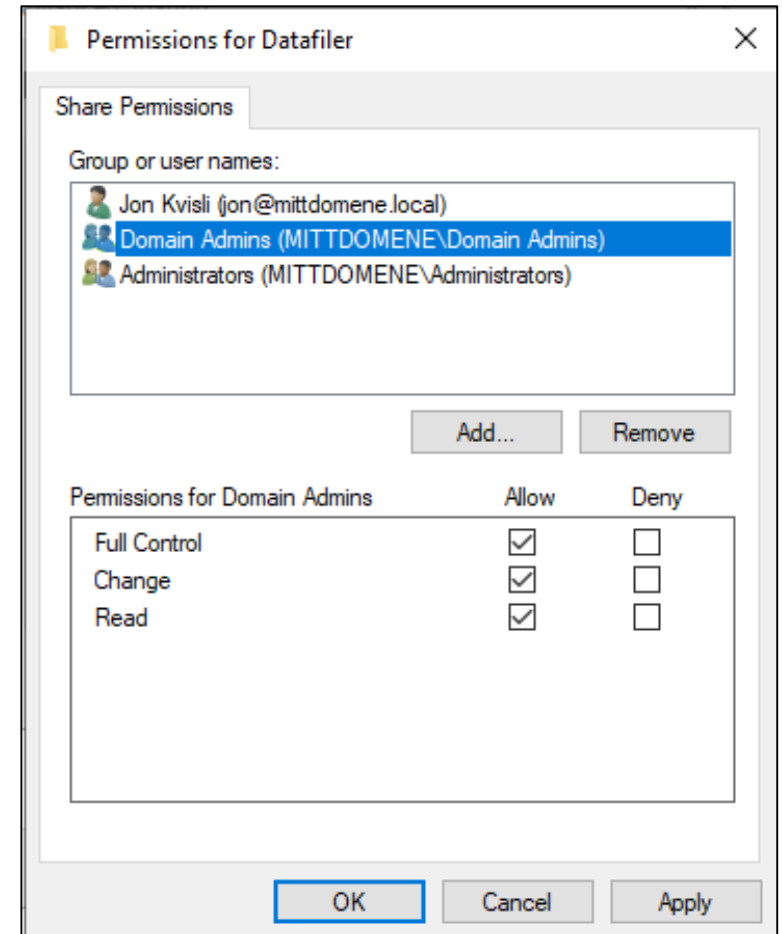 Permissions for Datafiler
Share Permissions
Group or user names:
Jon Kvisli (jon@mittdomene.local)
Domain Admins (MITTDOMENE\Domain Admins)
Administrators (MITTDOMENE\Administrators)
Add... Remove
Permissions for Domain Admins Allow Deny
Full Control
Change
Read
OK Cancel Apply